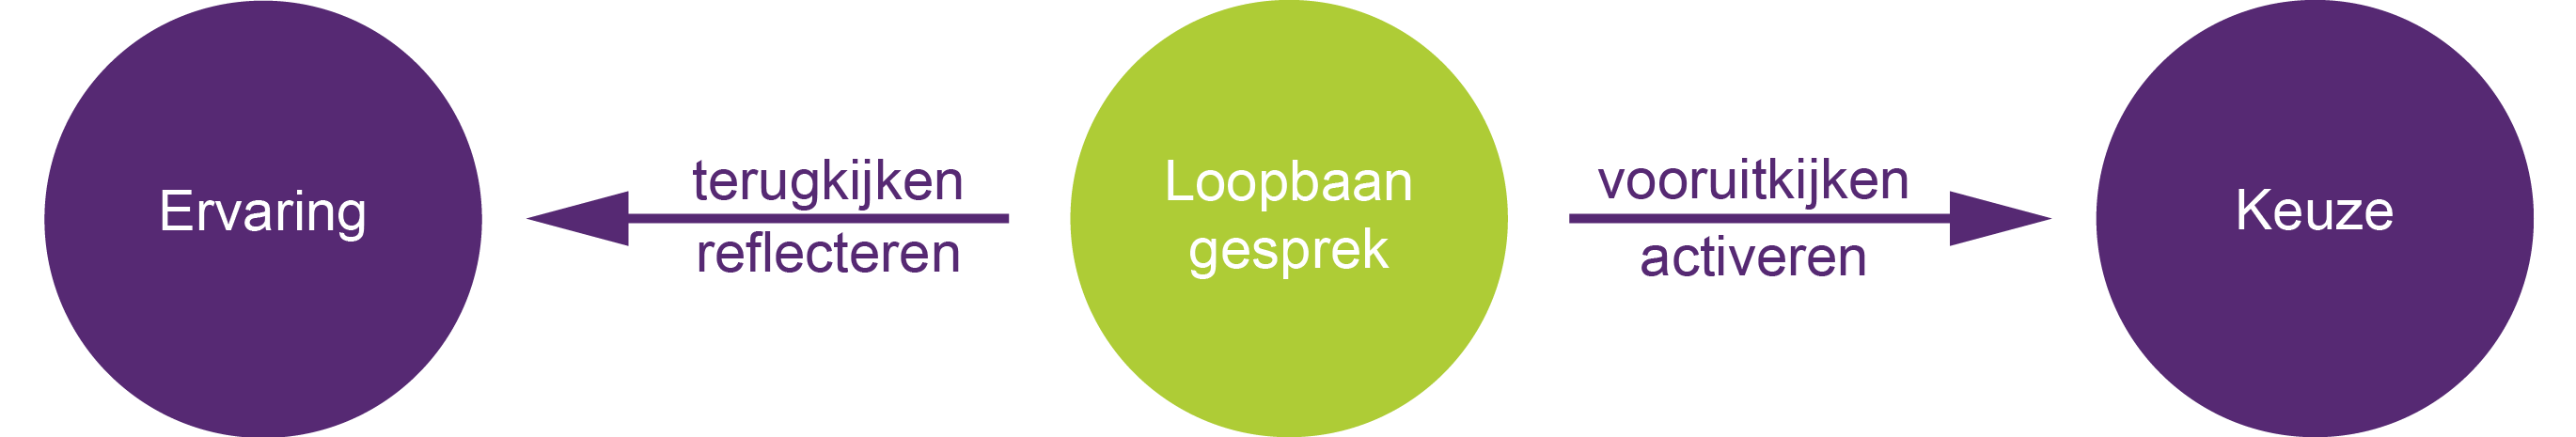 Ervaring
terugkijken
reflecteren
Loopbaan
gesprek
vooruitkijken
activeren
Keuze